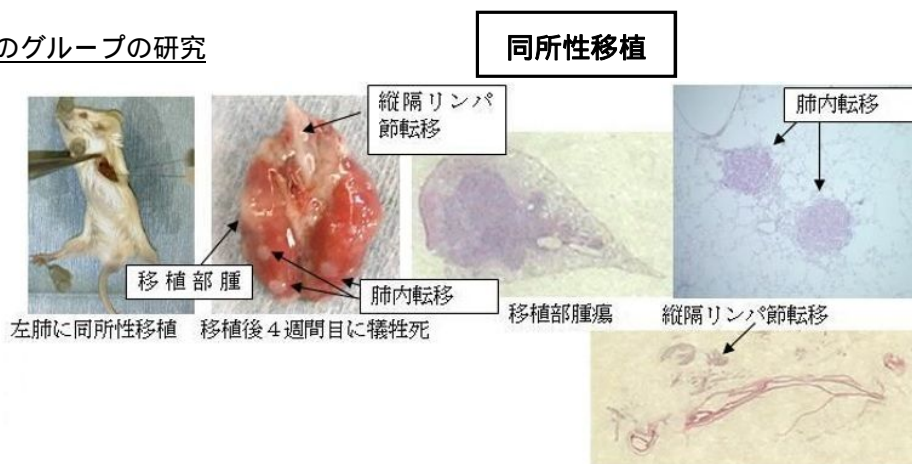 のグループの研究
同所性移植
縦隔リンパ
節転移
肺内転移
移植部腫
肺内転移
左肺に同所性移植
移植後4週間目に犠牲死
移植部腫瘍
縦隔リンパ節転移